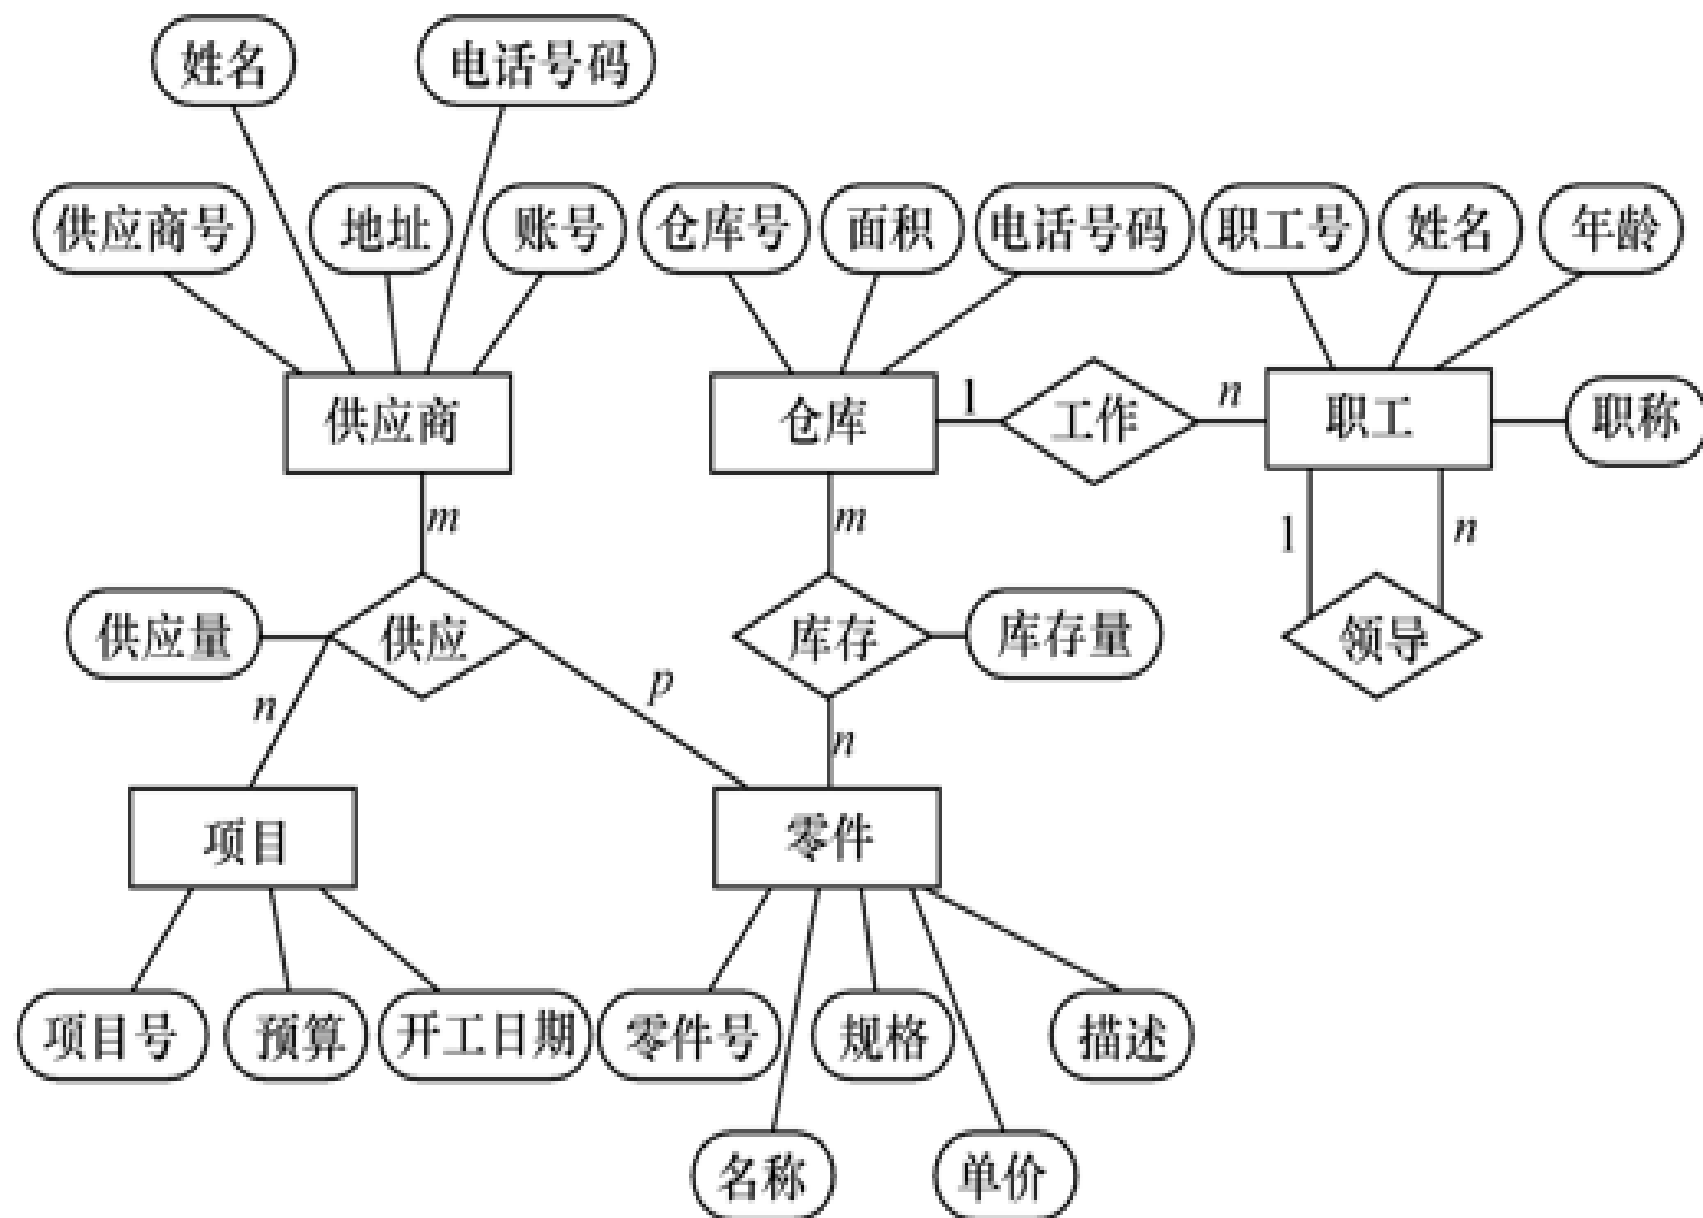 姓名 电话号码
供应商号 地址 账号 仓库号 面积 电话号码 职工号 姓名 年龄
供应商 仓库 1 工作 n 职工 职称
m m 1 n
供应量 供应 库存 库存量 领导
n p n
项目 零件
项目号 预算 开工日期 零件号 规格 描述
名称 单价